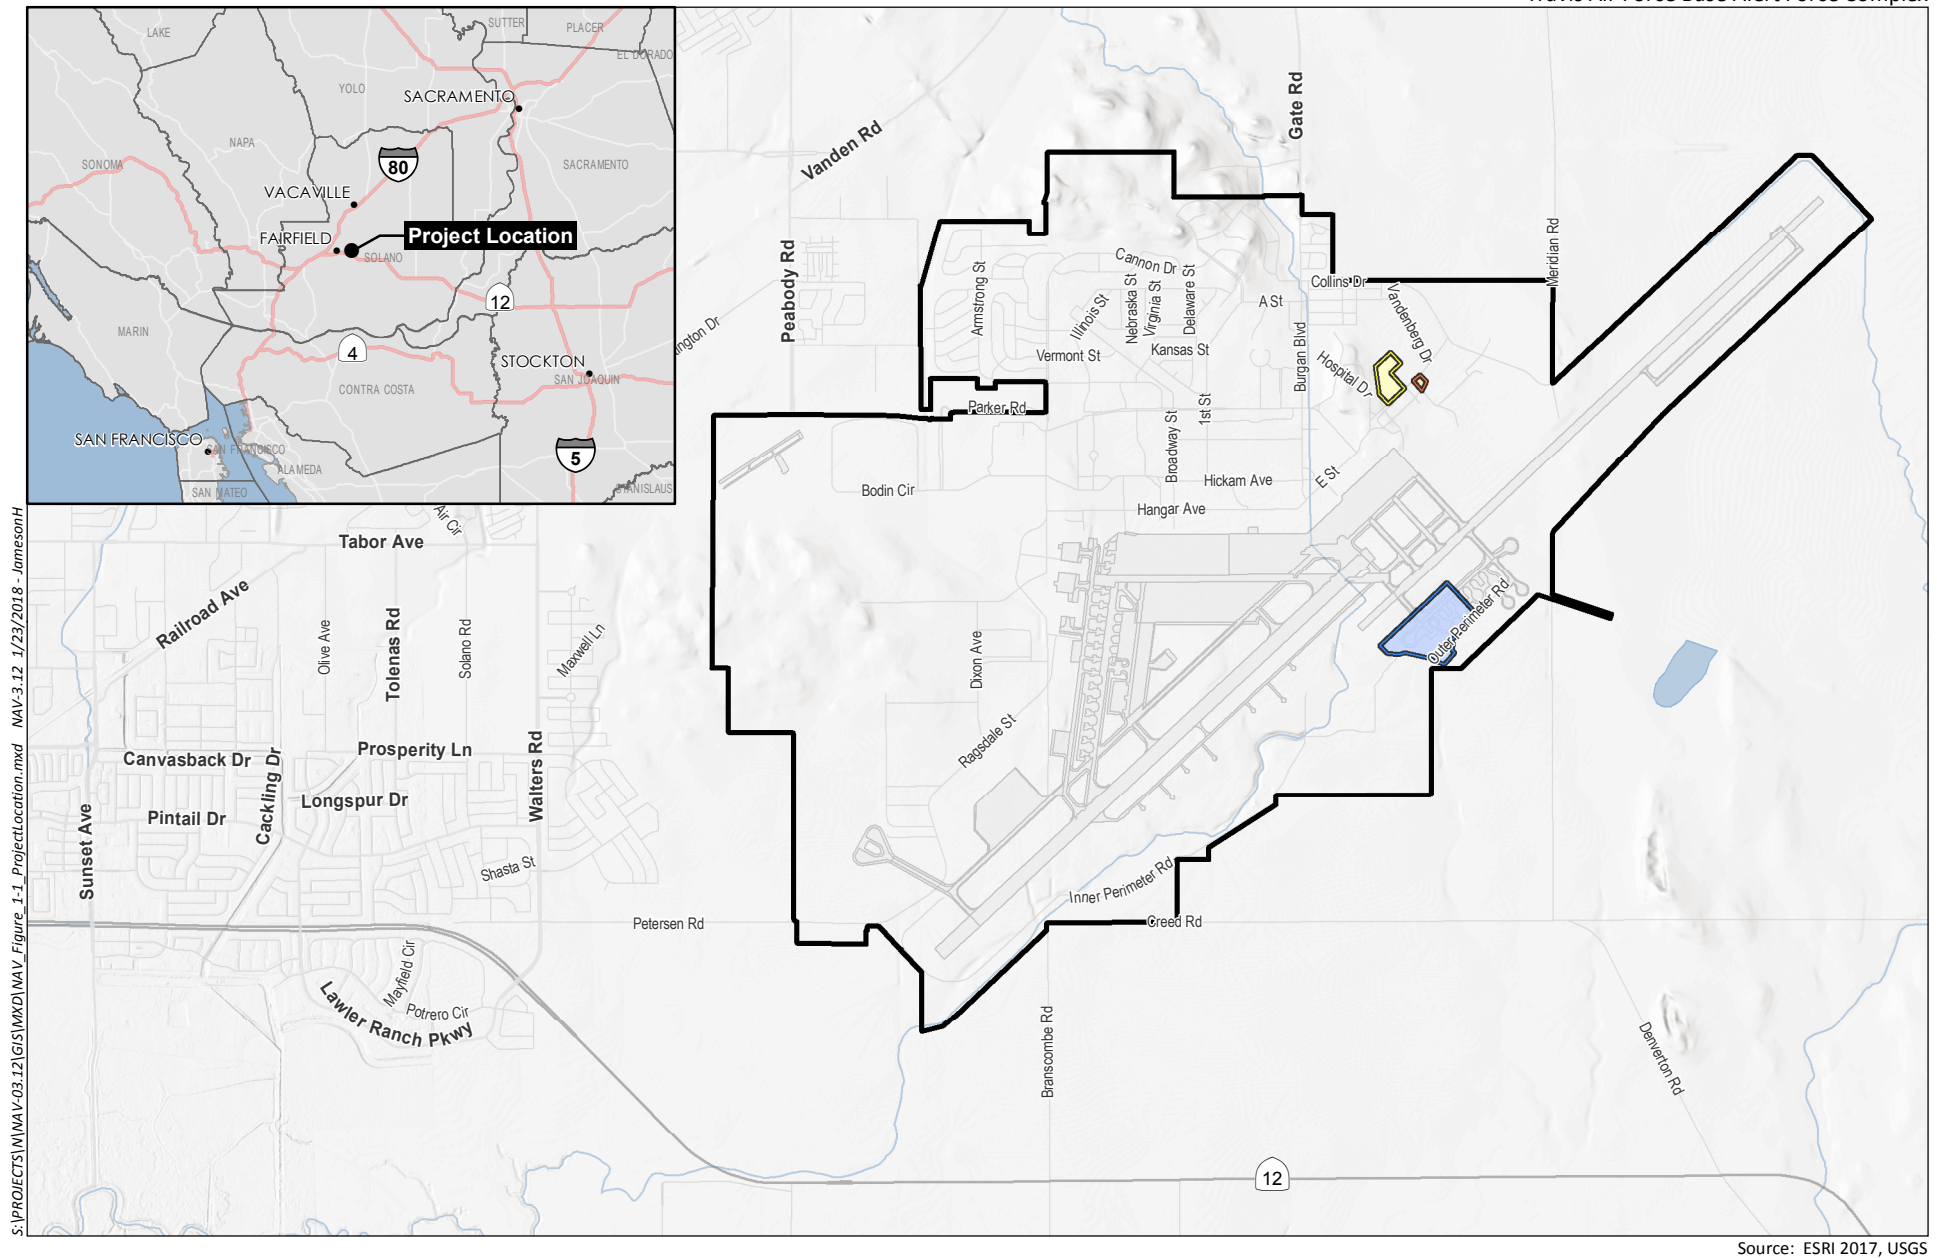 Travis Air Force Base Alert Force Complex
LAKE
SUTTER
PLACER
EL DORADO
YOLO
SACRAMENTO
NAPA
SONOMA
80
SACRAMENTO
VACAVILLE
FAIRFIELD
Project Location
SOLANO
12
MARIN
4
STOCKTON
SAN JOAQUIN
CONTRA COSTA
SAN FRANCISCO
SAN FRANCISCO
ALAMEDA
5
SAN MATEO
STANISLAUS
Gate Rd
Vanden Rd
Peabody Rd
Meridian Rd
Cannon Dr
Collins Dr
Armstrong St
Illinois St
Nebraska St
Virginia St
Delaware St
A St
Vandenberg Dr
Vermont St
Kansas St
Burgan Blvd
Hospital Dr
Parker Rd
1st St
Broadway St
Bodin Cir
Hickam Ave
E St
Hangar Ave
Air Cir
Tabor Ave
Railroad Ave
Olive Ave
Tolenas Rd
Solano Rd
Maxwell Ln
Dixon Ave
Outer Perimeter Rd
Ragsdale St
Canvasback Dr
Cackling Dr
Prosperity Ln
Walters Rd
Pintail Dr
Longspur Dr
Sunset Ave
Shasta St
Inner Perimeter Rd
Petersen Rd
Creed Rd
Mayfield Cir
Potrero Cir
Lawler Ranch Pkwy
Branscombe Rd
Denverton Rd
12
S:\PROJECTS\N\NAV-03.12\GIS\MXD\NAV_Figure_1-1_ProjectLocation.mxd NAV-3.12 1/23/2018 - JamesonH
Source: ESRI 2017, USGS